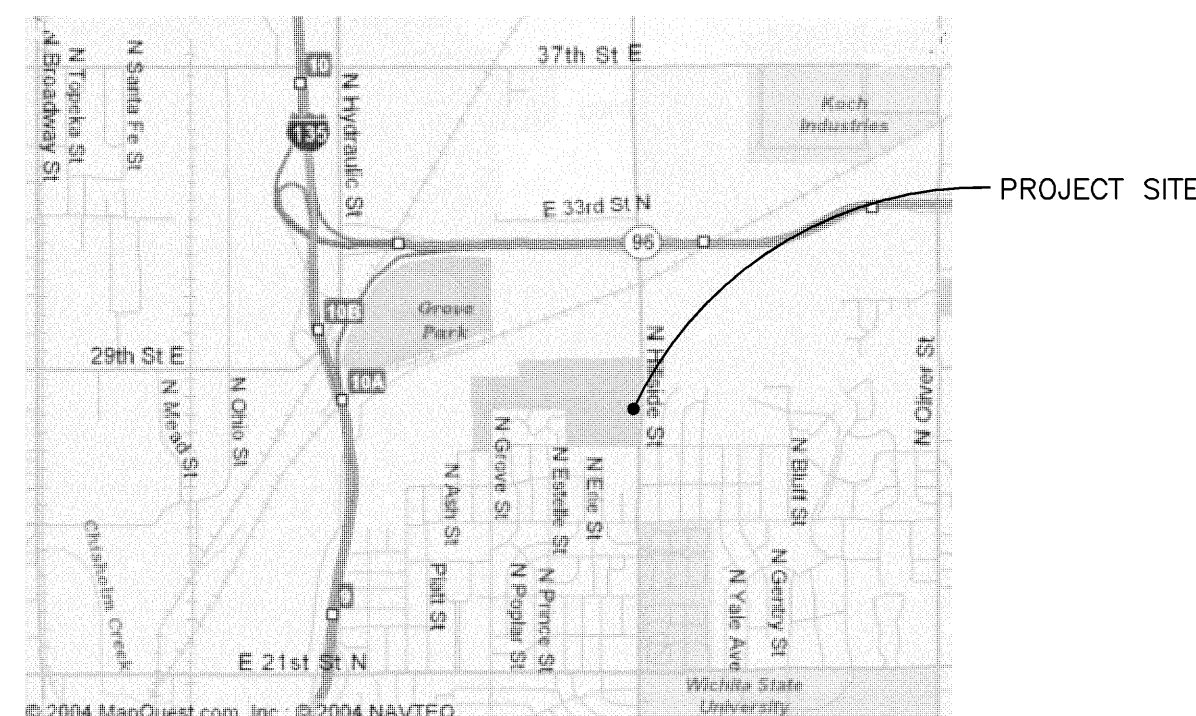 37th St E
N Broadway St
N Topeka St
N Santa Fe St
N Hydraulic St
Koch
Industries
135
PROJECT SITE
E 33rd St N
96
10B
Grove
Park
29th St E
10A
N Hillside St
N Oliver St
N Mead St
N Ohio St
N Grove St
N Ash St
N Estelle St
N Erie St
N Bluff St
Chisholm Creek
Piatt St
N Poplar St
N Prince St
N Yale Ave
N Gentry St
E 21st St N
Wichita State
University
© 2004 MapQuest.com, Inc.; © 2004 NAVTEQ